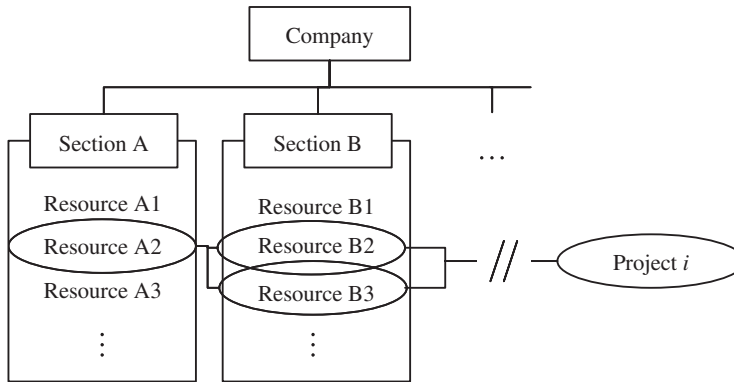 Company
Section A
Section B
...
Resource A1
Resource A2
Resource A3
⋮
Resource B1
Resource B2
Resource B3
⋮
//
Project i